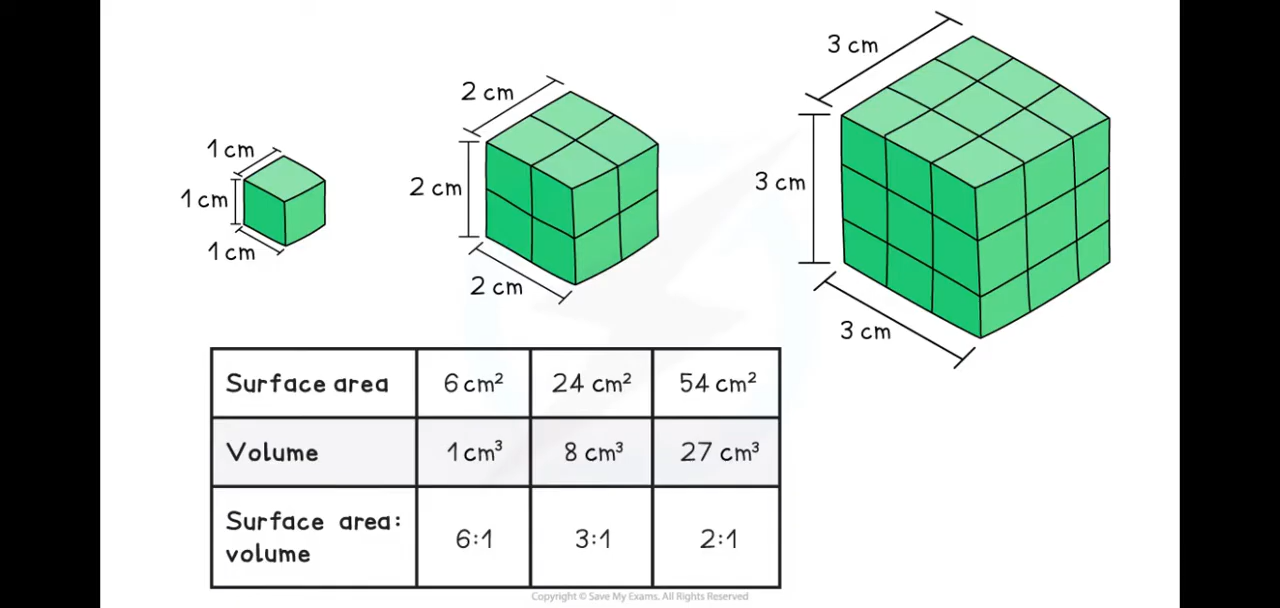 3 cm
2 cm
1 cm
2 cm
3 cm
1 cm
1 cm
2 cm
3 cm
Surface area 6 cm² 24 cm² 54 cm²
Volume 1 cm³ 8 cm³ 27 cm³
Surface area:
volume 6:1 3:1 2:1
Copyright © Save My Exams. All Rights Reserved